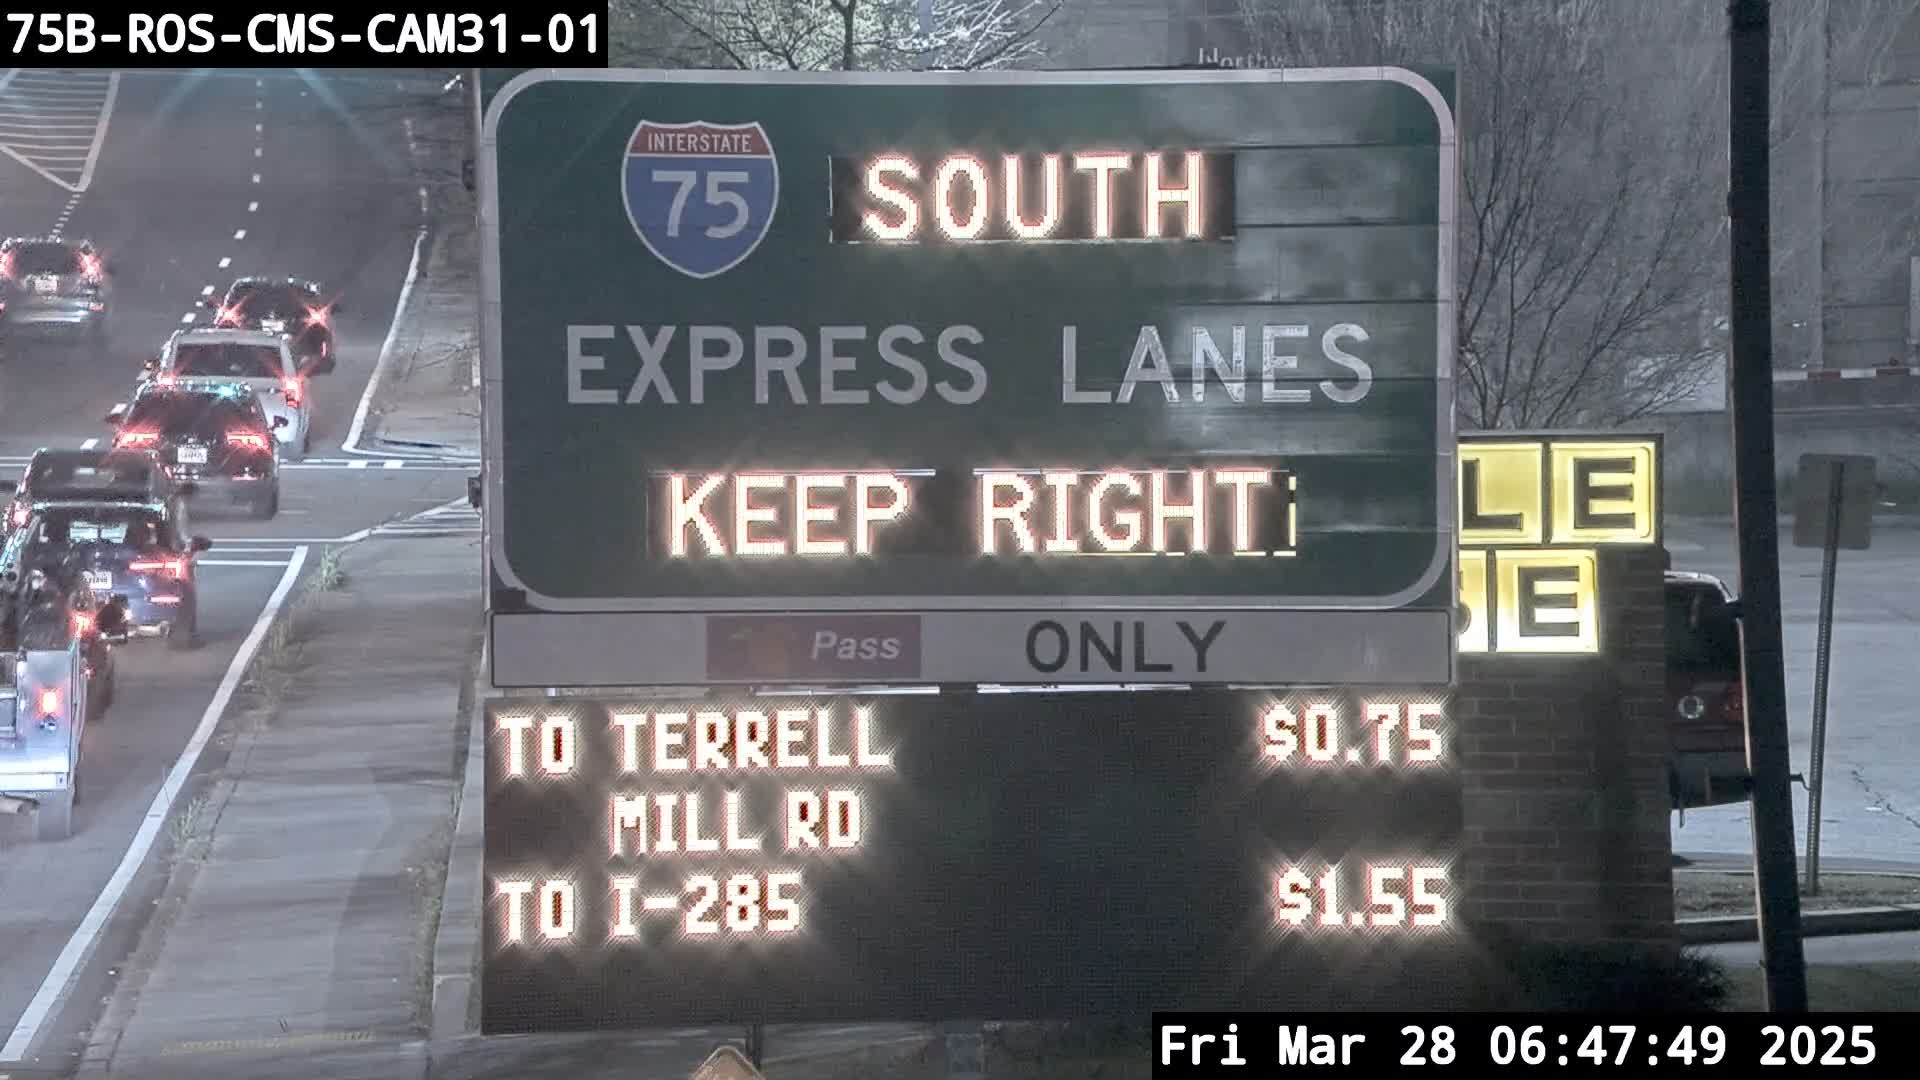 75B-ROS-CMS-CAM31-01
INTERSTATE
75
SOUTH
EXPRESS LANES
KEEP RIGHT
Pass ONLY
TO TERRELL $0.75
MILL RD
TO I-285 $1.55
LE
E
Fri Mar 28 06:47:49 2025